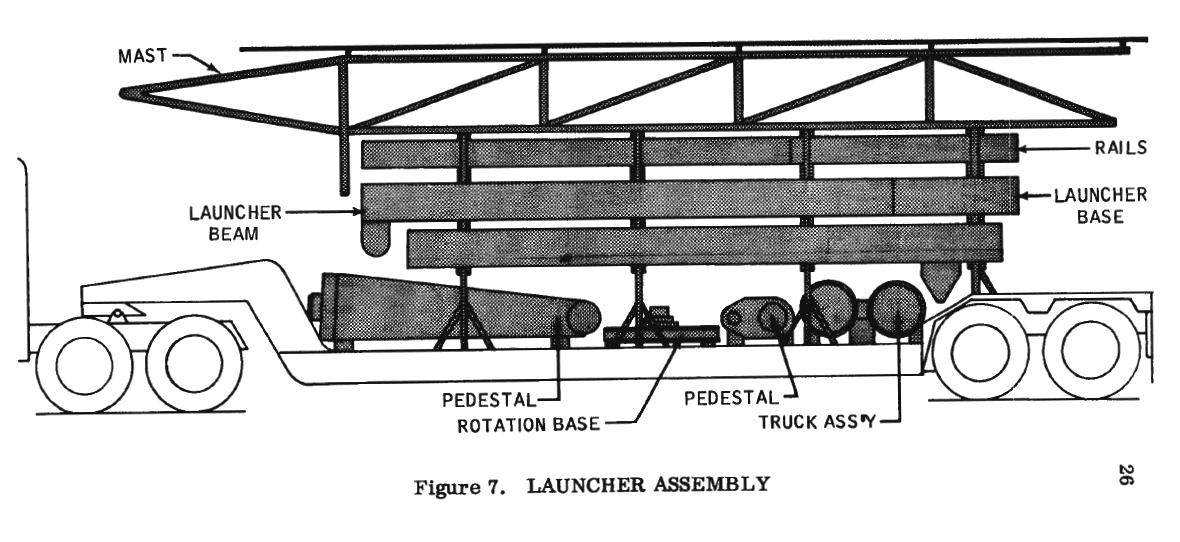 MAST
RAILS
LAUNCHER
BEAM
LAUNCHER
BASE
PEDESTAL
ROTATION BASE
PEDESTAL
TRUCK ASS'Y
Figure 7. LAUNCHER ASSEMBLY
26